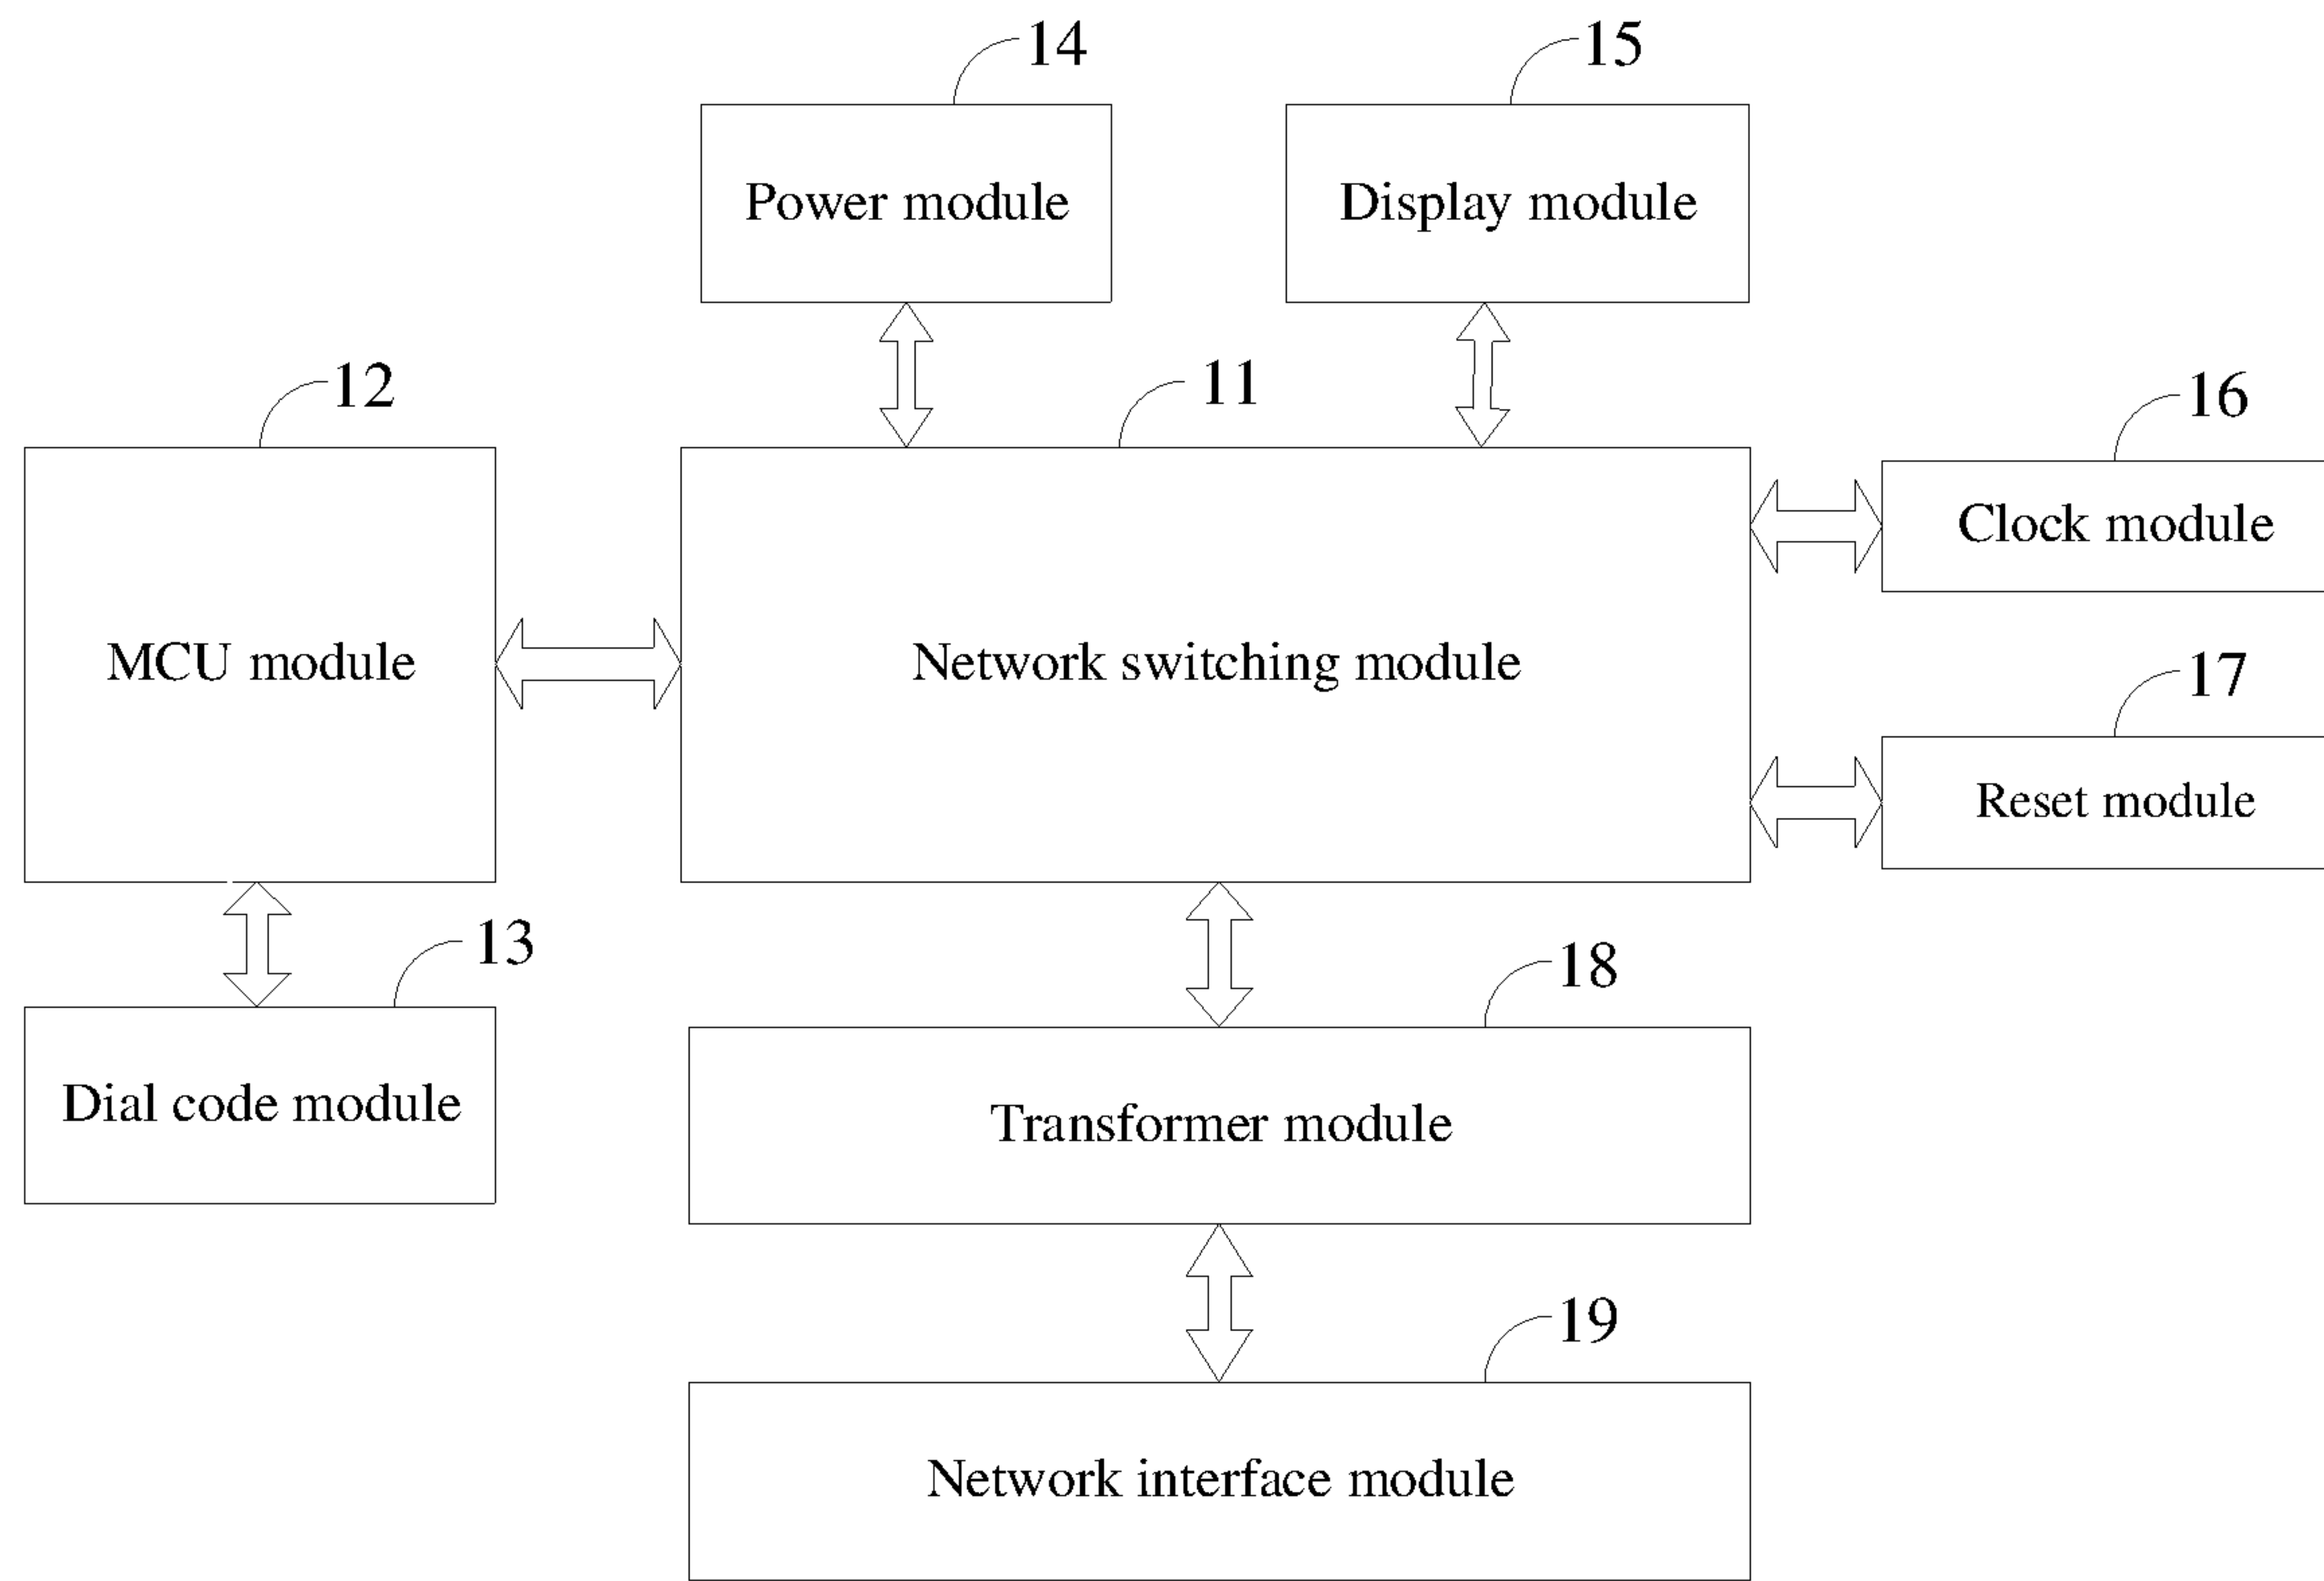 14
15
Power module
Display module
12
11
16
Clock module
MCU module
Network switching module
17
Reset module
13
18
Dial code module
Transformer module
19
Network interface module